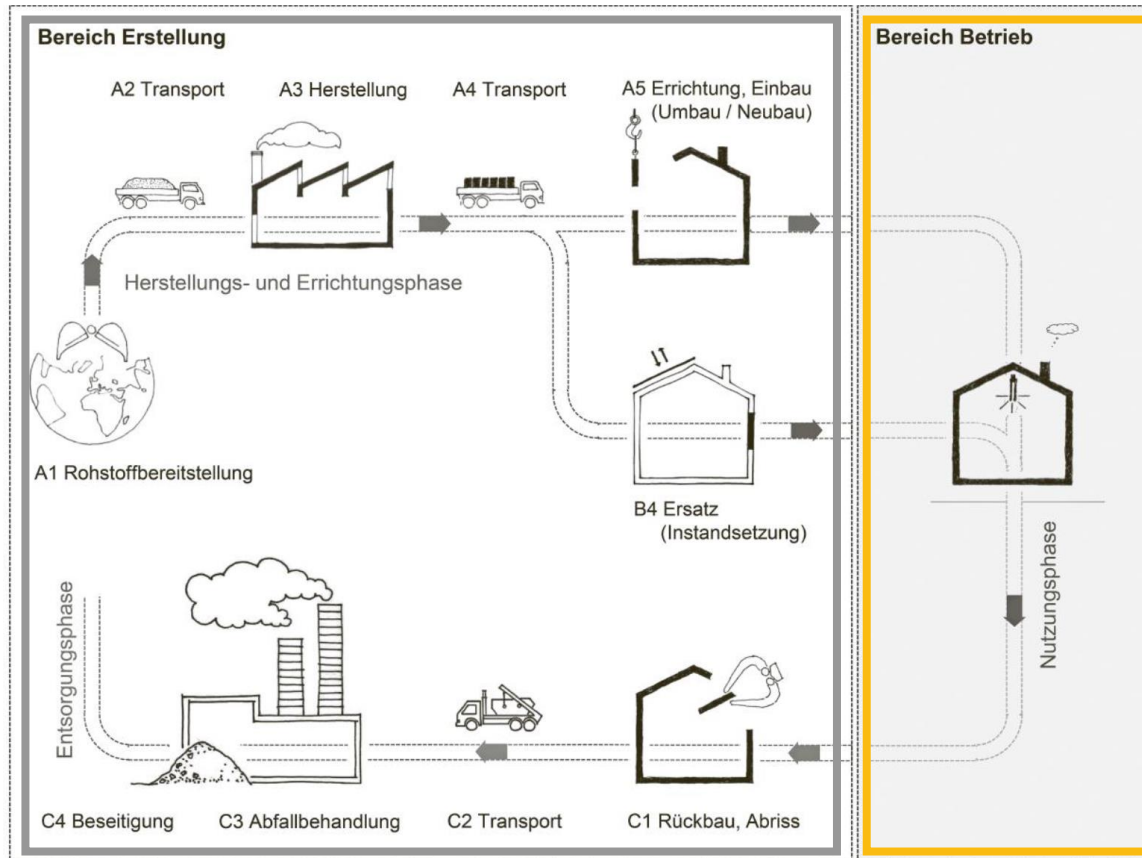 Bereich Erstellung
Bereich Betrieb
A2 Transport
A3 Herstellung
A4 Transport
A5 Errichtung, Einbau
(Umbau / Neubau)
Herstellungs- und Errichtungsphase
A1 Rohstoffbereitstellung
B4 Ersatz
(Instandsetzung)
Nutzungsphase
Entsorgungsphase
C4 Beseitigung
C3 Abfallbehandlung
C2 Transport
C1 Rückbau, Abriss